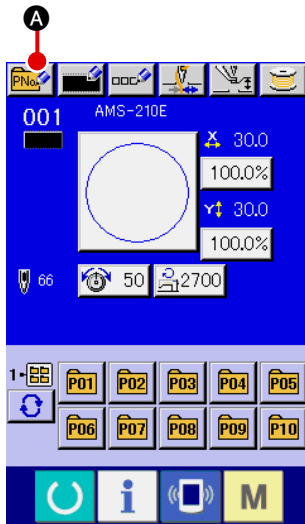 A
PNo.
001 AMS-210E
X 30.0
100.0%
Y 30.0
100.0%
66 50 2700
1-
P01 P02 P03 P04 P05
P06 P07 P08 P09 P10
i M